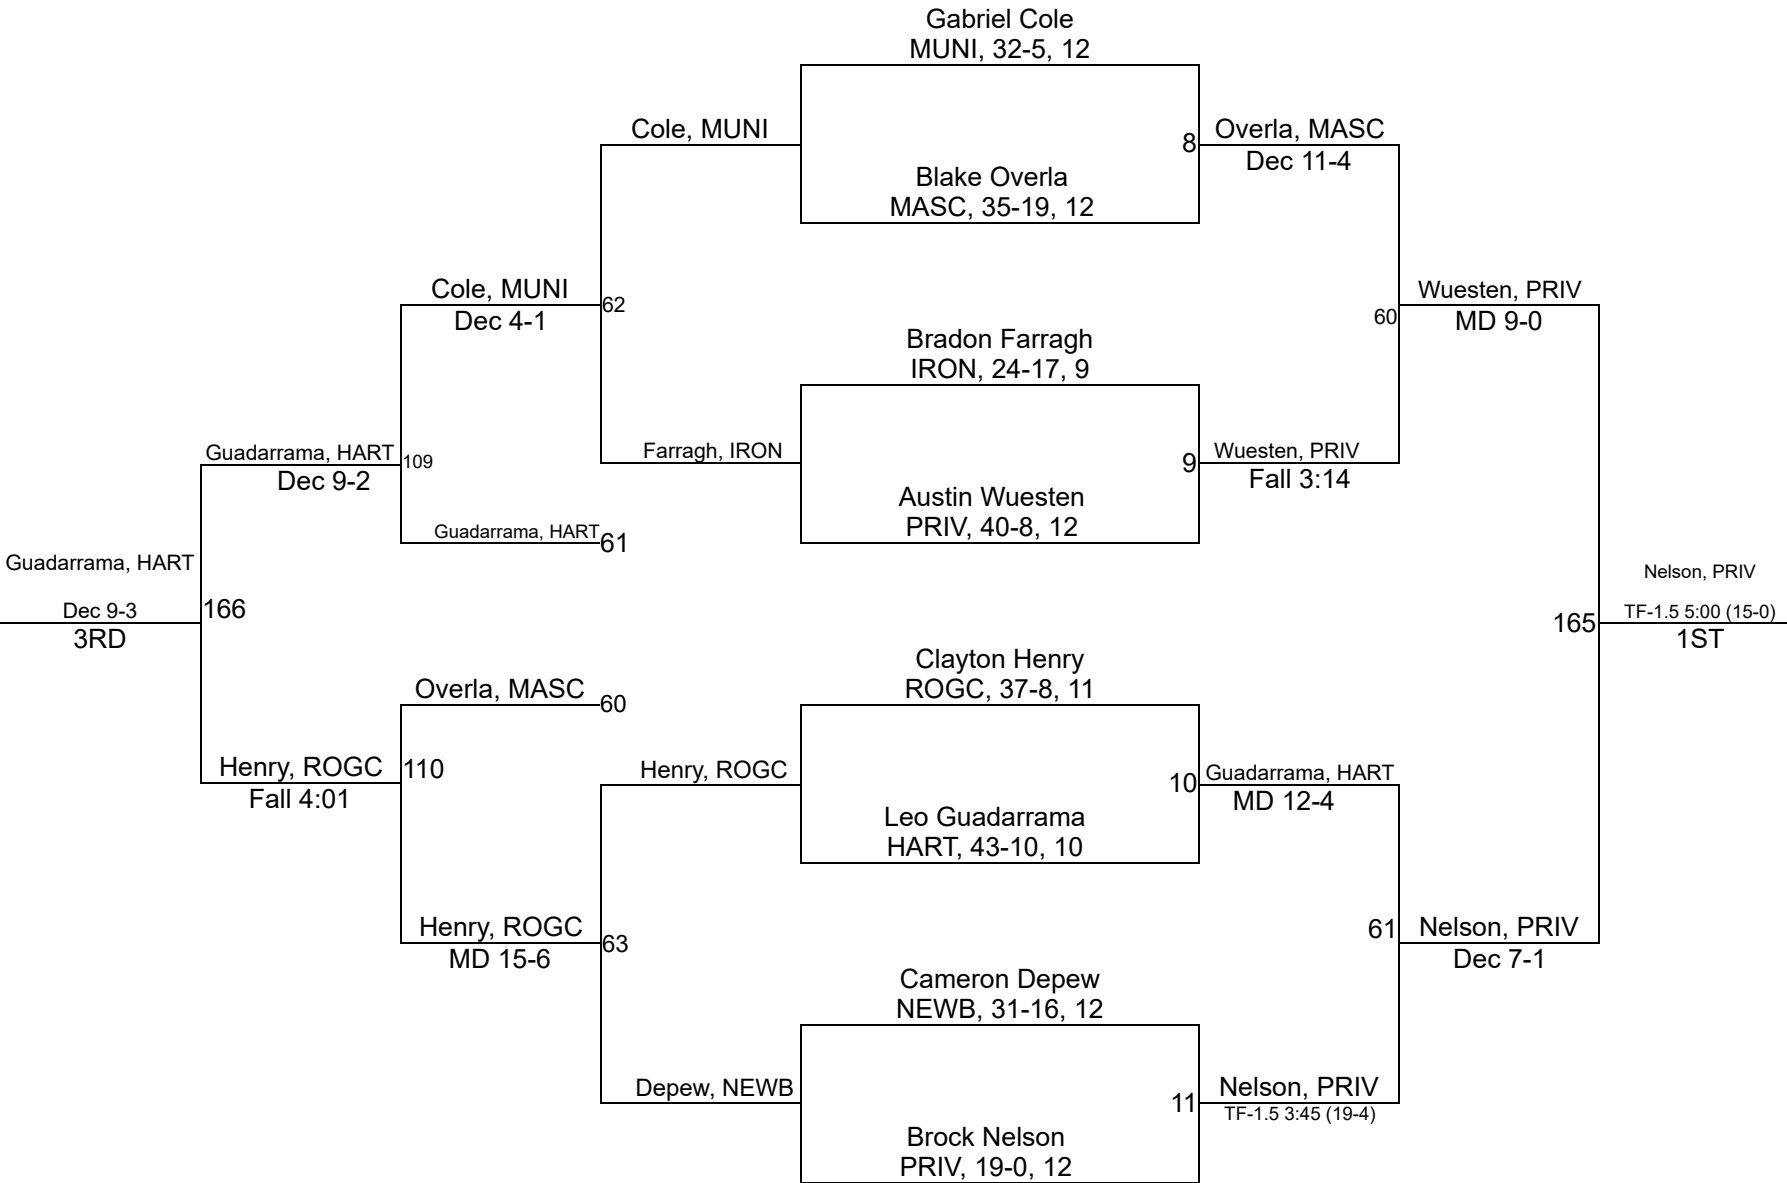 Gabriel Cole
MUNI, 32-5, 12
Cole, MUNI
8
Overla, MASC
Dec 11-4
Blake Overla
MASC, 35-19, 12
Cole, MUNI
Dec 4-1
62
60
Wuesten, PRIV
MD 9-0
Bradon Farragh
IRON, 24-17, 9
Guadarrama, HART
Dec 9-2
109
Farragh, IRON
9
Wuesten, PRIV
Fall 3:14
Austin Wuesten
PRIV, 40-8, 12
Guadarrama, HART
61
Guadarrama, HART
Dec 9-3
3RD
166
165
Nelson, PRIV
TF-1.5 5:00 (15-0)
1ST
Clayton Henry
ROGC, 37-8, 11
Overla, MASC
60
Henry, ROGC
Fall 4:01
110
Henry, ROGC
10
Guadarrama, HART
MD 12-4
Leo Guadarrama
HART, 43-10, 10
Henry, ROGC
MD 15-6
63
61
Nelson, PRIV
Dec 7-1
Cameron Depew
NEWB, 31-16, 12
Depew, NEWB
11
Nelson, PRIV
TF-1.5 3:45 (19-4)
Brock Nelson
PRIV, 19-0, 12